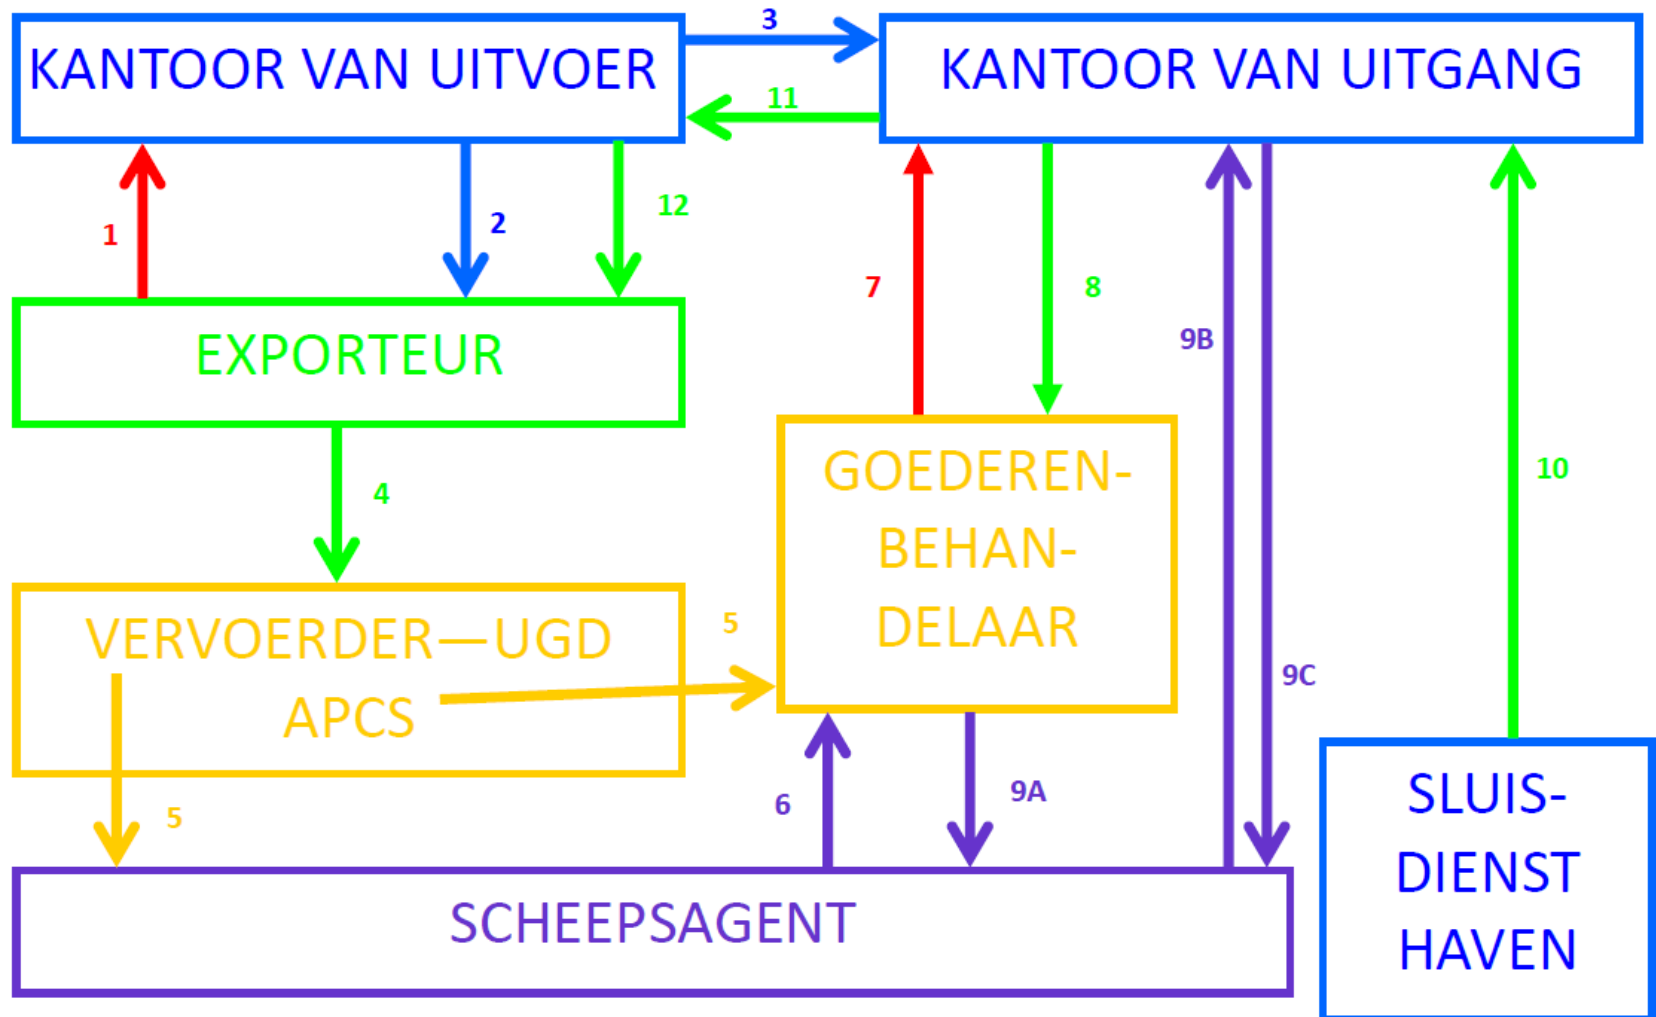 3
KANTOOR VAN UITVOER
KANTOOR VAN UITGANG
11
1
2
12
7
8
9B
10
EXPORTEUR
4
GOEDEREN-
BEHAN-
DELAAR
VERVOERDER—UGD
APCS
5
5
6
9A
9C
SCHEEPSAGENT
SLUIS-
DIENST
HAVEN